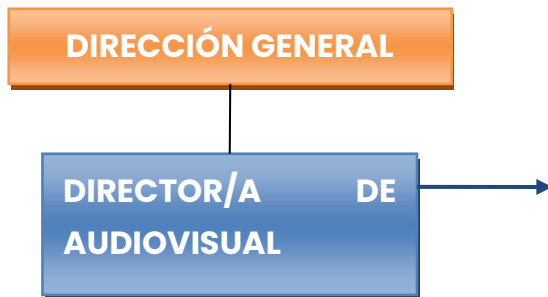 DIRECCIÓN GENERAL
DIRECTOR/A DE
AUDIOVISUAL